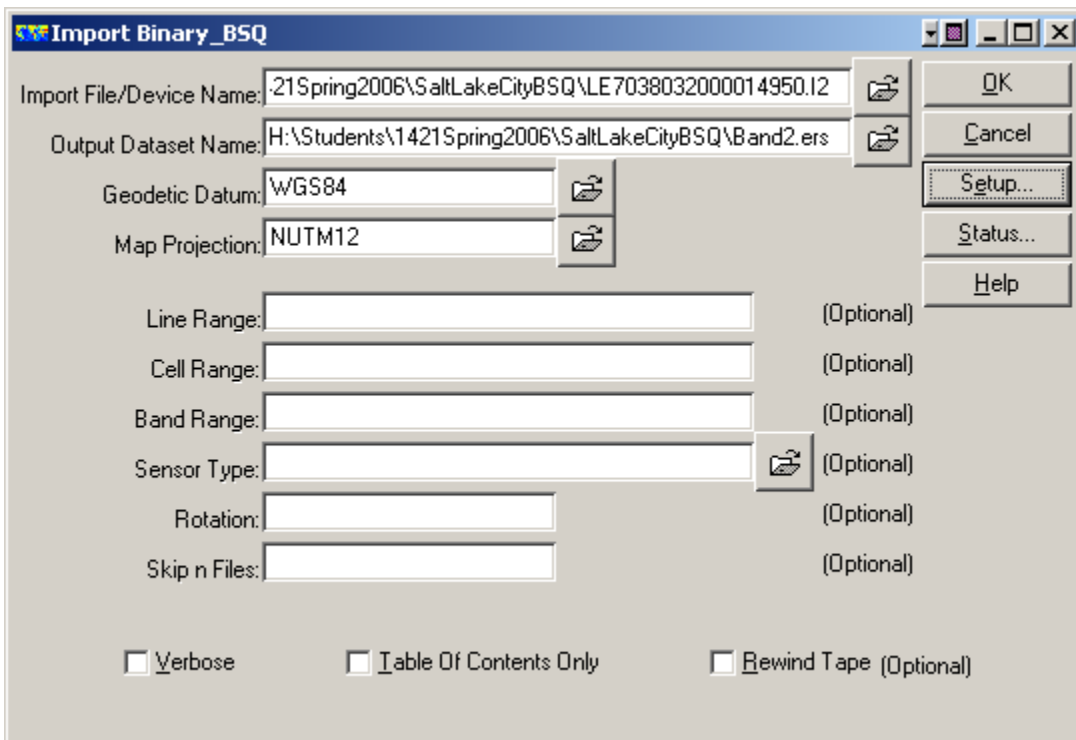 Import Binary_BSQ
Import File/Device Name: 21Spring2006\SaltLakeCityBSQ\LE7038032000014950.I2
OK
Output Dataset Name: H:\Students\1421Spring2006\SaltLakeCityBSQ\Band2.ers
Cancel
Geodetic Datum: WGS84
Setup...
Map Projection: NUTM12
Status...
Help
Line Range: (Optional)
Cell Range: (Optional)
Band Range: (Optional)
Sensor Type: (Optional)
Rotation: (Optional)
Skip n Files: (Optional)
Verbose
Table Of Contents Only
Rewind Tape (Optional)